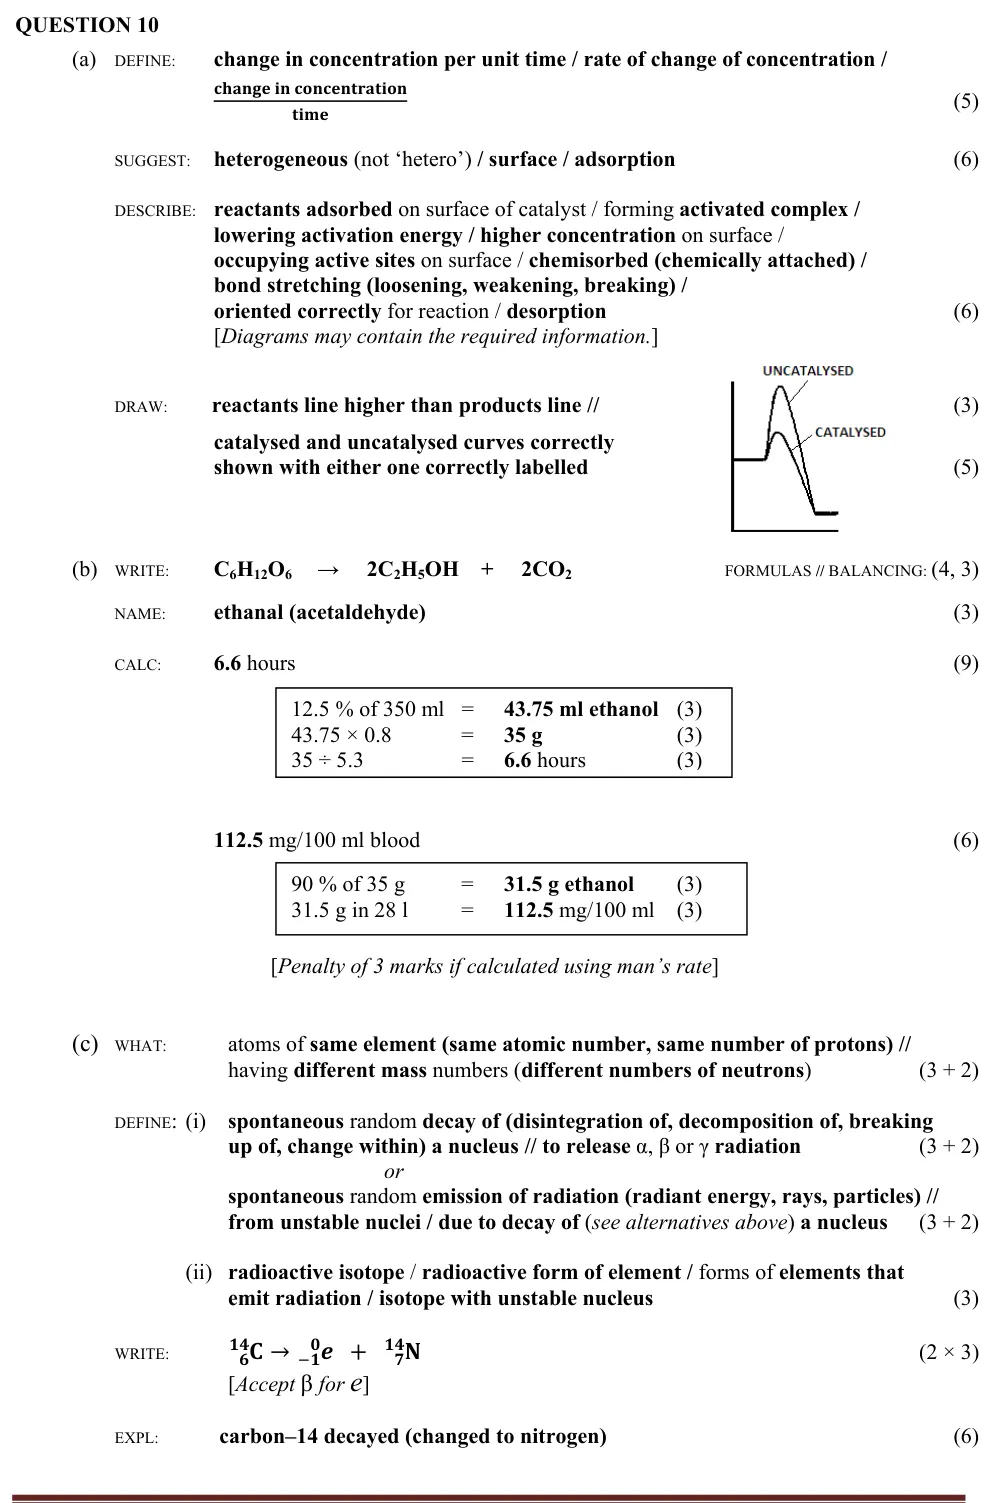 QUESTION 10
(a) DEFINE: change in concentration per unit time / rate of change of concentration /
change in concentration
time
(5)
SUGGEST: heterogeneous (not ‘hetero’) / surface / adsorption (6)
DESCRIBE: reactants adsorbed on surface of catalyst / forming activated complex /
lowering activation energy / higher concentration on surface /
occupying active sites on surface / chemisorbed (chemically attached) /
bond stretching (loosening, weakening, breaking) /
oriented correctly for reaction / desorption (6)
[Diagrams may contain the required information.]
UNCATALYSED
DRAW: reactants line higher than products line // (3)
CATALYSED
catalysed and uncatalysed curves correctly
shown with either one correctly labelled (5)
(b) WRITE: C₆H₁₂O₆ → 2C₂H₅OH + 2CO₂ FORMULAS // BALANCING: (4, 3)
NAME: ethanal (acetaldehyde) (3)
CALC: 6.6 hours (9)
12.5 % of 350 ml = 43.75 ml ethanol (3)
43.75 × 0.8 = 35 g (3)
35 ÷ 5.3 = 6.6 hours (3)
112.5 mg/100 ml blood (6)
90 % of 35 g = 31.5 g ethanol (3)
31.5 g in 28 l = 112.5 mg/100 ml (3)
[Penalty of 3 marks if calculated using man’s rate]
(c) WHAT: atoms of same element (same atomic number, same number of protons) //
having different mass numbers (different numbers of neutrons) (3 + 2)
DEFINE: (i) spontaneous random decay of (disintegration of, decomposition of, breaking
up of, change within) a nucleus // to release α, β or γ radiation (3 + 2)
or
spontaneous random emission of radiation (radiant energy, rays, particles) //
from unstable nuclei / due to decay of (see alternatives above) a nucleus (3 + 2)
(ii) radioactive isotope / radioactive form of element / forms of elements that
emit radiation / isotope with unstable nucleus (3)
WRITE: ¹⁴₆C → ⁰₋₁e + ¹⁴₇N (2 × 3)
[Accept β for e]
EXPL: carbon–14 decayed (changed to nitrogen) (6)